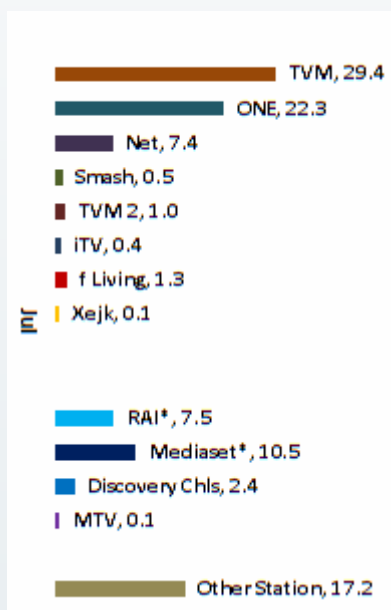 TVM, 29.4
ONE, 22.3
Net, 7.4
Smash, 0.5
TVM 2, 1.0
iTV, 0.4
f Living, 1.3
Xejk, 0.1
Jul
RAI*, 7.5
Mediaset*, 10.5
Discovery Chls, 2.4
MTV, 0.1
Other Station, 17.2